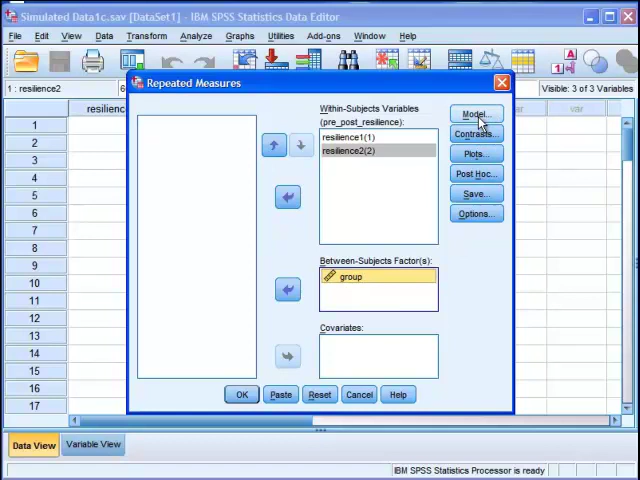 Simulated Data1c.sav [DataSet1] - IBM SPSS Statistics Data Editor
File Edit View Data Transform Analyze Graphs Utilities Add-ons Window Help
1 : resilience2
Visible: 3 of 3 Variables
resilience
var
Repeated Measures
Within-Subjects Variables
(pre_post_resilience):
resilience1(1)
resilience2(2)
Between-Subjects Factor(s):
group
Covariates:
Model...
Contrasts...
Plots...
Post Hoc...
Save...
Options...
OK Paste Reset Cancel Help
1
2
3
4
5
6
7
8
9
10
11
12
13
14
15
16
17
Data View Variable View
IBM SPSS Statistics Processor is ready